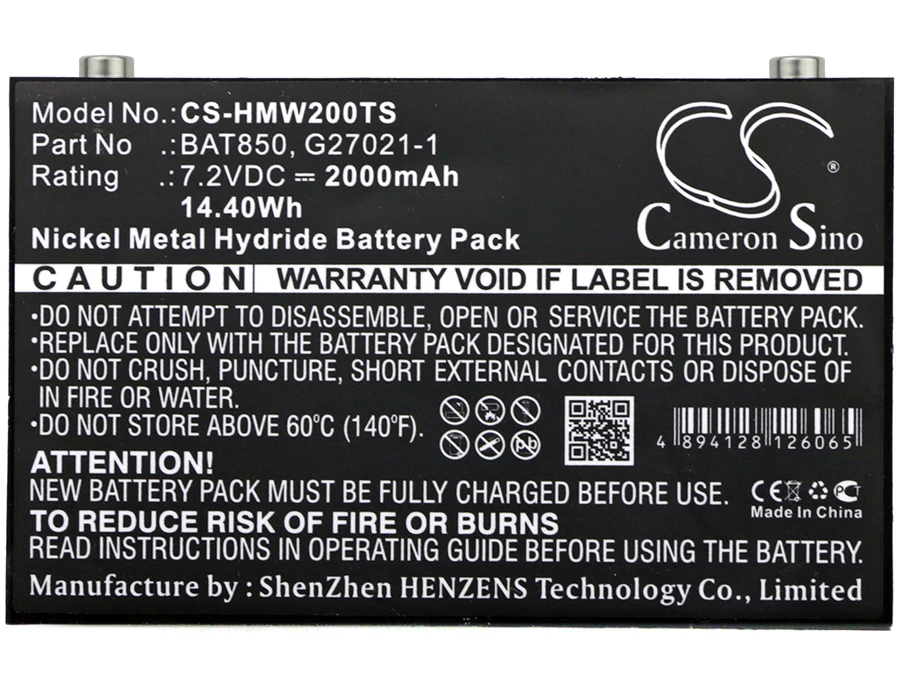 Model No.: CS-HMW200TS
Part No .: BAT850, G27021-1
Rating .: 7.2VDC ⎓ 2000mAh
14.40Wh
Nickel Metal Hydride Battery Pack
CS ®
Cameron Sino
CAUTION WARRANTY VOID IF LABEL IS REMOVED
•DO NOT ATTEMPT TO DISASSEMBLE, OPEN OR SERVICE THE BATTERY PACK.
•REPLACE ONLY WITH THE BATTERY PACK DESIGNATED FOR THIS PRODUCT.
•DO NOT CRUSH, PUNCTURE, SHORT EXTERNAL CONTACTS OR DISPOSE OF
IN FIRE OR WATER.
•DO NOT STORE ABOVE 60ºC (140ºF).
Pb
4 894128 126065
ATTENTION!
NEW BATTERY PACK MUST BE FULLY CHARGED BEFORE USE.
CE PCT
Made In China
TO REDUCE RISK OF FIRE OR BURNS
READ INSTRUCTIONS IN OPERATING GUIDE BEFORE USING THE BATTERY.
Manufacture by : ShenZhen HENZENS Technology Co., Limited